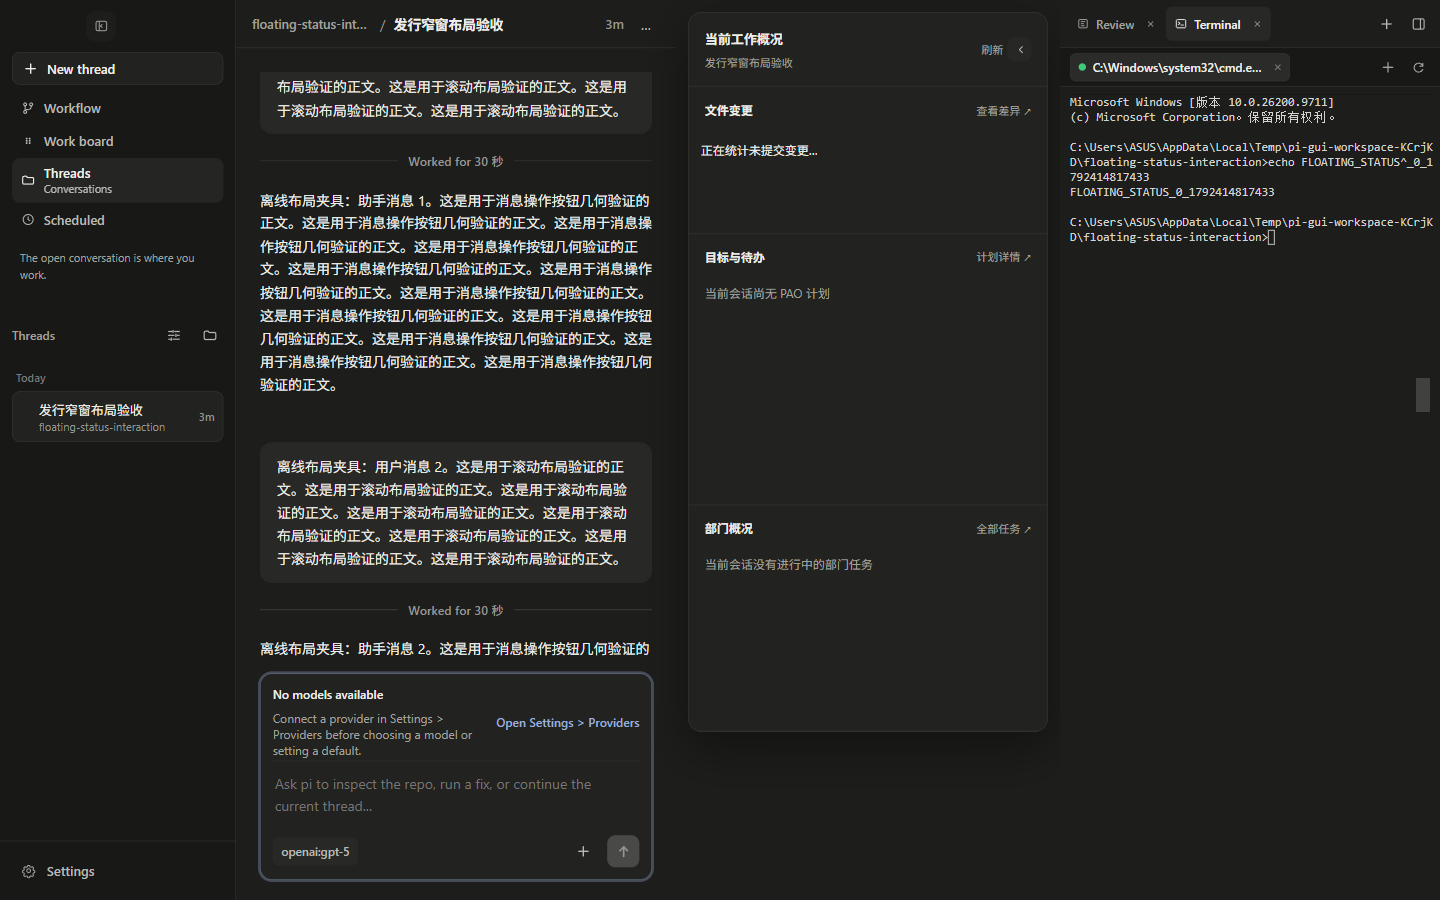 New thread
Workflow
Work board
Threads
Conversations
Scheduled
The open conversation is where you
work.
Threads
Today
发行窄窗布局验收
3m
floating-status-interaction
Settings
floating-status-int... / 发行窄窗布局验收 3m ...
布局验证的正文。这是用于滚动布局验证的正文。这是用
于滚动布局验证的正文。这是用于滚动布局验证的正文。
Worked for 30 秒
离线布局夹具：助手消息 1。这是用于消息操作按钮几何验证的
正文。这是用于消息操作按钮几何验证的正文。这是用于消息操
作按钮几何验证的正文。这是用于消息操作按钮几何验证的正
文。这是用于消息操作按钮几何验证的正文。这是用于消息操作
按钮几何验证的正文。这是用于消息操作按钮几何验证的正文。
这是用于消息操作按钮几何验证的正文。这是用于消息操作按钮
几何验证的正文。这是用于消息操作按钮几何验证的正文。这是
用于消息操作按钮几何验证的正文。这是用于消息操作按钮几何
验证的正文。
离线布局夹具：用户消息 2。这是用于滚动布局验证的正
文。这是用于滚动布局验证的正文。这是用于滚动布局验
证的正文。这是用于滚动布局验证的正文。这是用于滚动
布局验证的正文。这是用于滚动布局验证的正文。这是用
于滚动布局验证的正文。这是用于滚动布局验证的正文。
Worked for 30 秒
离线布局夹具：助手消息 2。这是用于消息操作按钮几何验证的
No models available
Connect a provider in Settings >
Providers before choosing a model or
setting a default.
Open Settings > Providers
Ask pi to inspect the repo, run a fix, or continue the
current thread...
openai:gpt-5
当前工作概况
发行窄窗布局验收
刷新
文件变更
查看差异 ↗
正在统计未提交变更...
目标与待办
计划详情 ↗
当前会话尚无 PAO 计划
部门概况
全部任务 ↗
当前会话没有进行中的部门任务
Review ×
Terminal ×
C:\Windows\system32\cmd.e... ×
Microsoft Windows [版本 10.0.26200.9711]
(c) Microsoft Corporation。保留所有权利。
C:\Users\ASUS\AppData\Local\Temp\pi-gui-workspace-KCrjK
D\floating-status-interaction>echo FLOATING_STATUS^_0_1
792414817433
FLOATING_STATUS_0_1792414817433
C:\Users\ASUS\AppData\Local\Temp\pi-gui-workspace-KCrjK
D\floating-status-interaction>